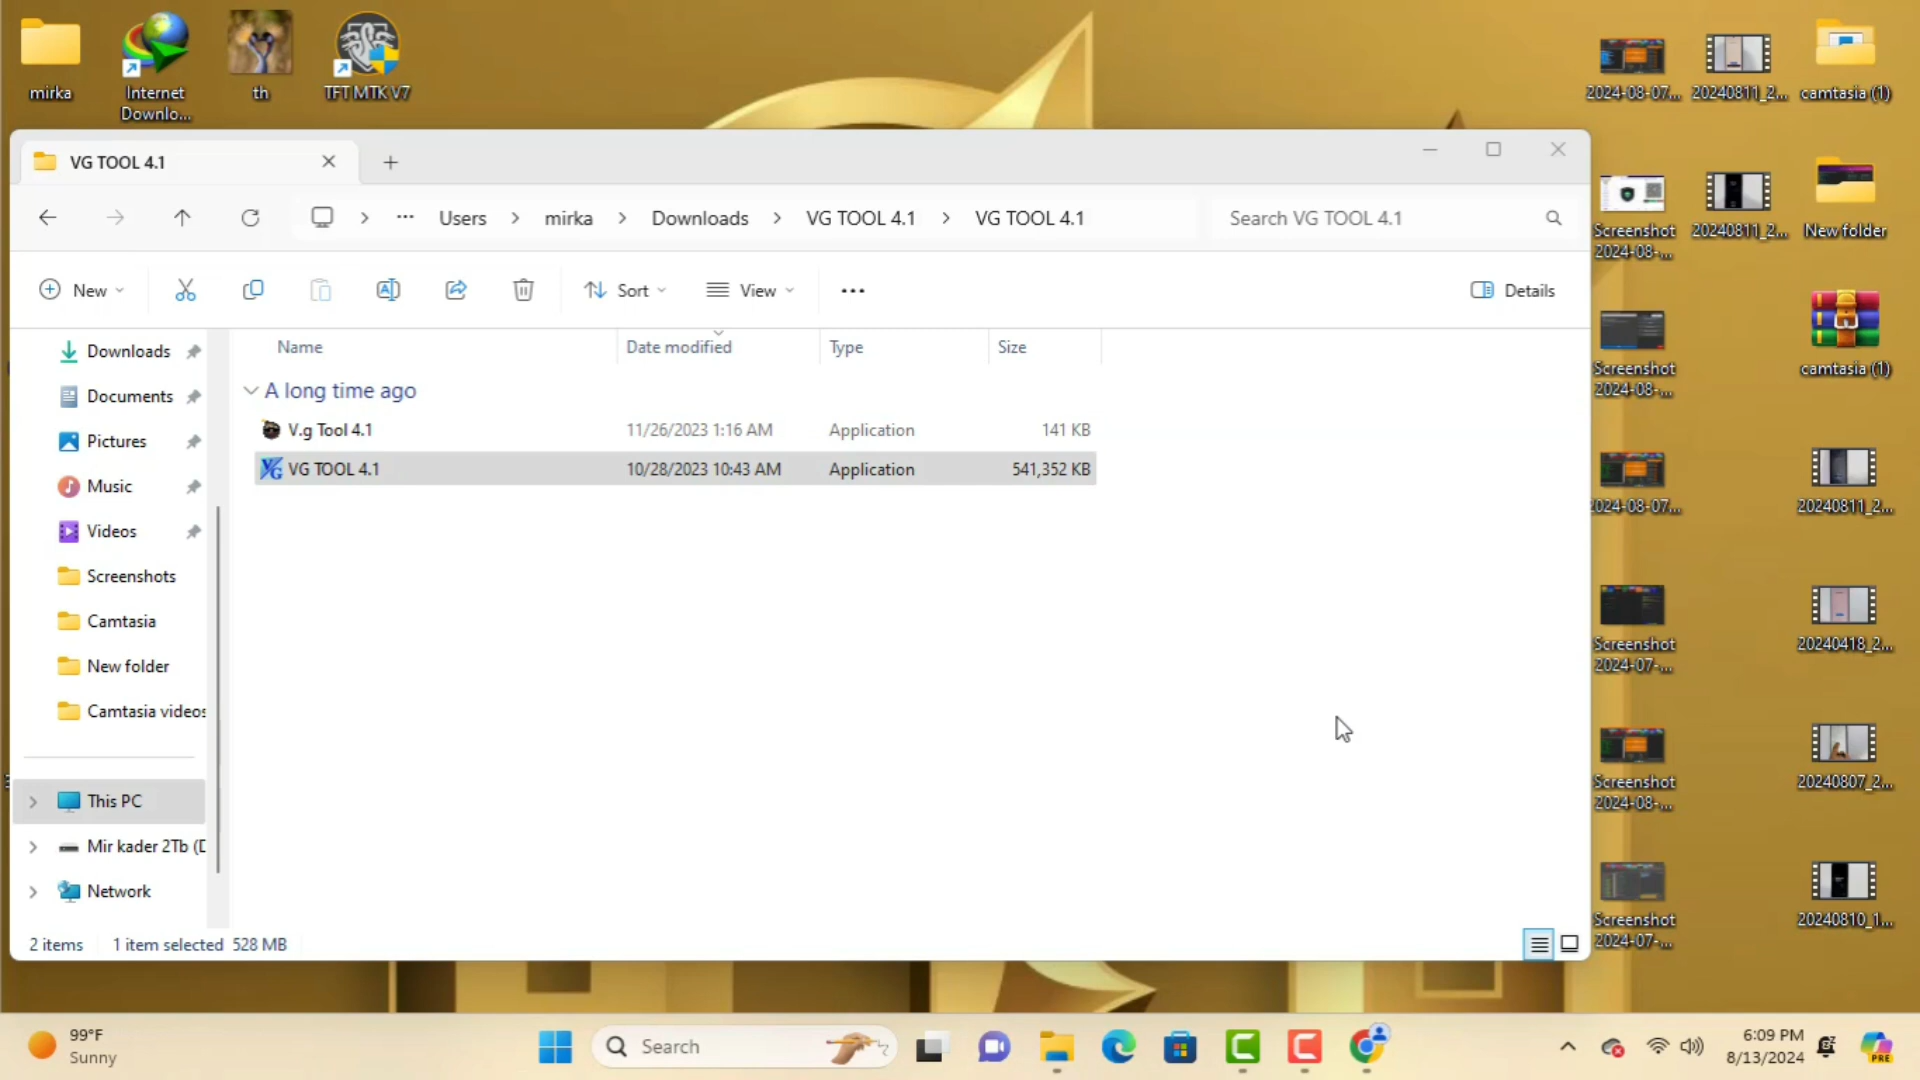 mirka
Internet
Downlo...
th
TFT MTK V7
2024-08-07...
20240811_2...
camtasia (1)
VG TOOL 4.1
Users
mirka
Downloads
VG TOOL 4.1
VG TOOL 4.1
Search VG TOOL 4.1
Screenshot
2024-08-...
20240811_2...
New folder
New
Sort
View
Details
Downloads
Documents
Pictures
Music
Videos
Screenshots
Camtasia
New folder
Camtasia videos
This PC
Mir kader 2Tb (D
Network
Name
Date modified
Type
Size
A long time ago
V.g Tool 4.1
11/26/2023 1:16 AM
Application
141 KB
VG TOOL 4.1
10/28/2023 10:43 AM
Application
541,352 KB
Screenshot
2024-08-...
camtasia (1)
2024-08-07...
20240811_2...
Screenshot
2024-07-...
20240418_2...
Screenshot
2024-08-...
20240807_2...
Screenshot
2024-07-...
20240810_1...
2 items
1 item selected 528 MB
99°F
Sunny
Search
6:09 PM
8/13/2024
PRE